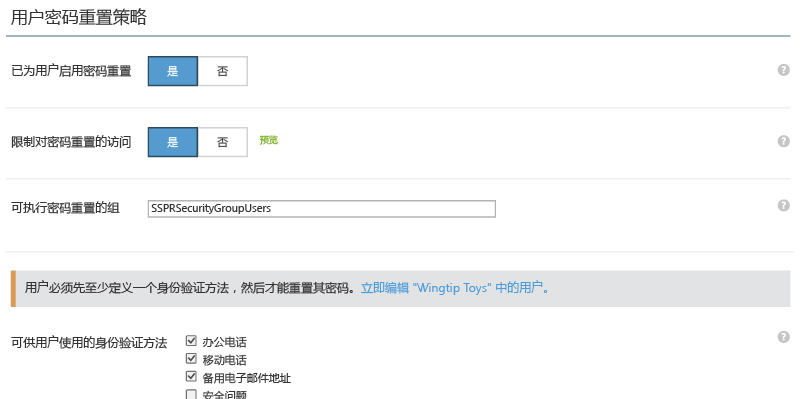 用户密码重置策略
已为用户启用密码重置 是 否 ?
限制对密码重置的访问 是 否 预览 ?
可执行密码重置的组 SSPRSecurityGroupUsers ?
用户必须先至少定义一个身份验证方法，然后才能重置其密码。立即编辑 "Wingtip Toys" 中的用户。
可供用户使用的身份验证方法 办公电话 ?
移动电话
备用电子邮件地址
安全问题